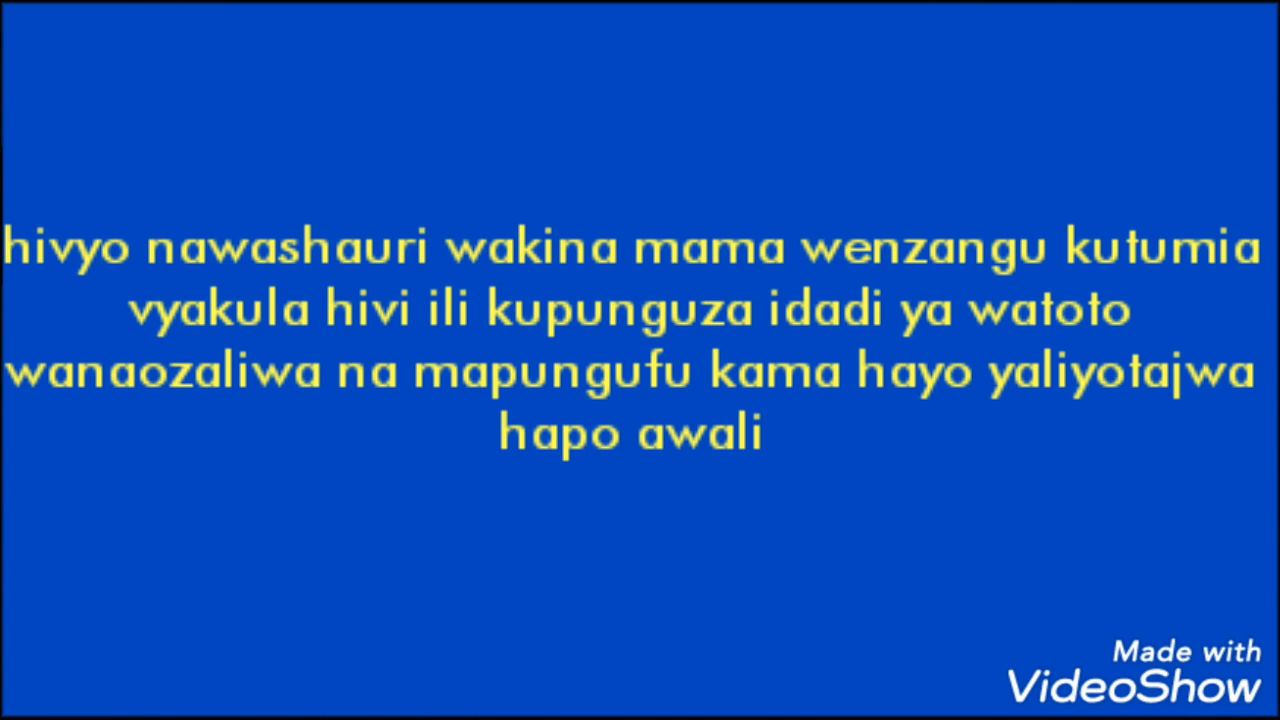 hivyo nawashauri wakina mama wenzangu kutumia
vyakula hivi ili kupunguza idadi ya watoto
wanaozaliwa na mapungufu kama hayo yaliyotajwa
hapo awali
Made with
VideoShow